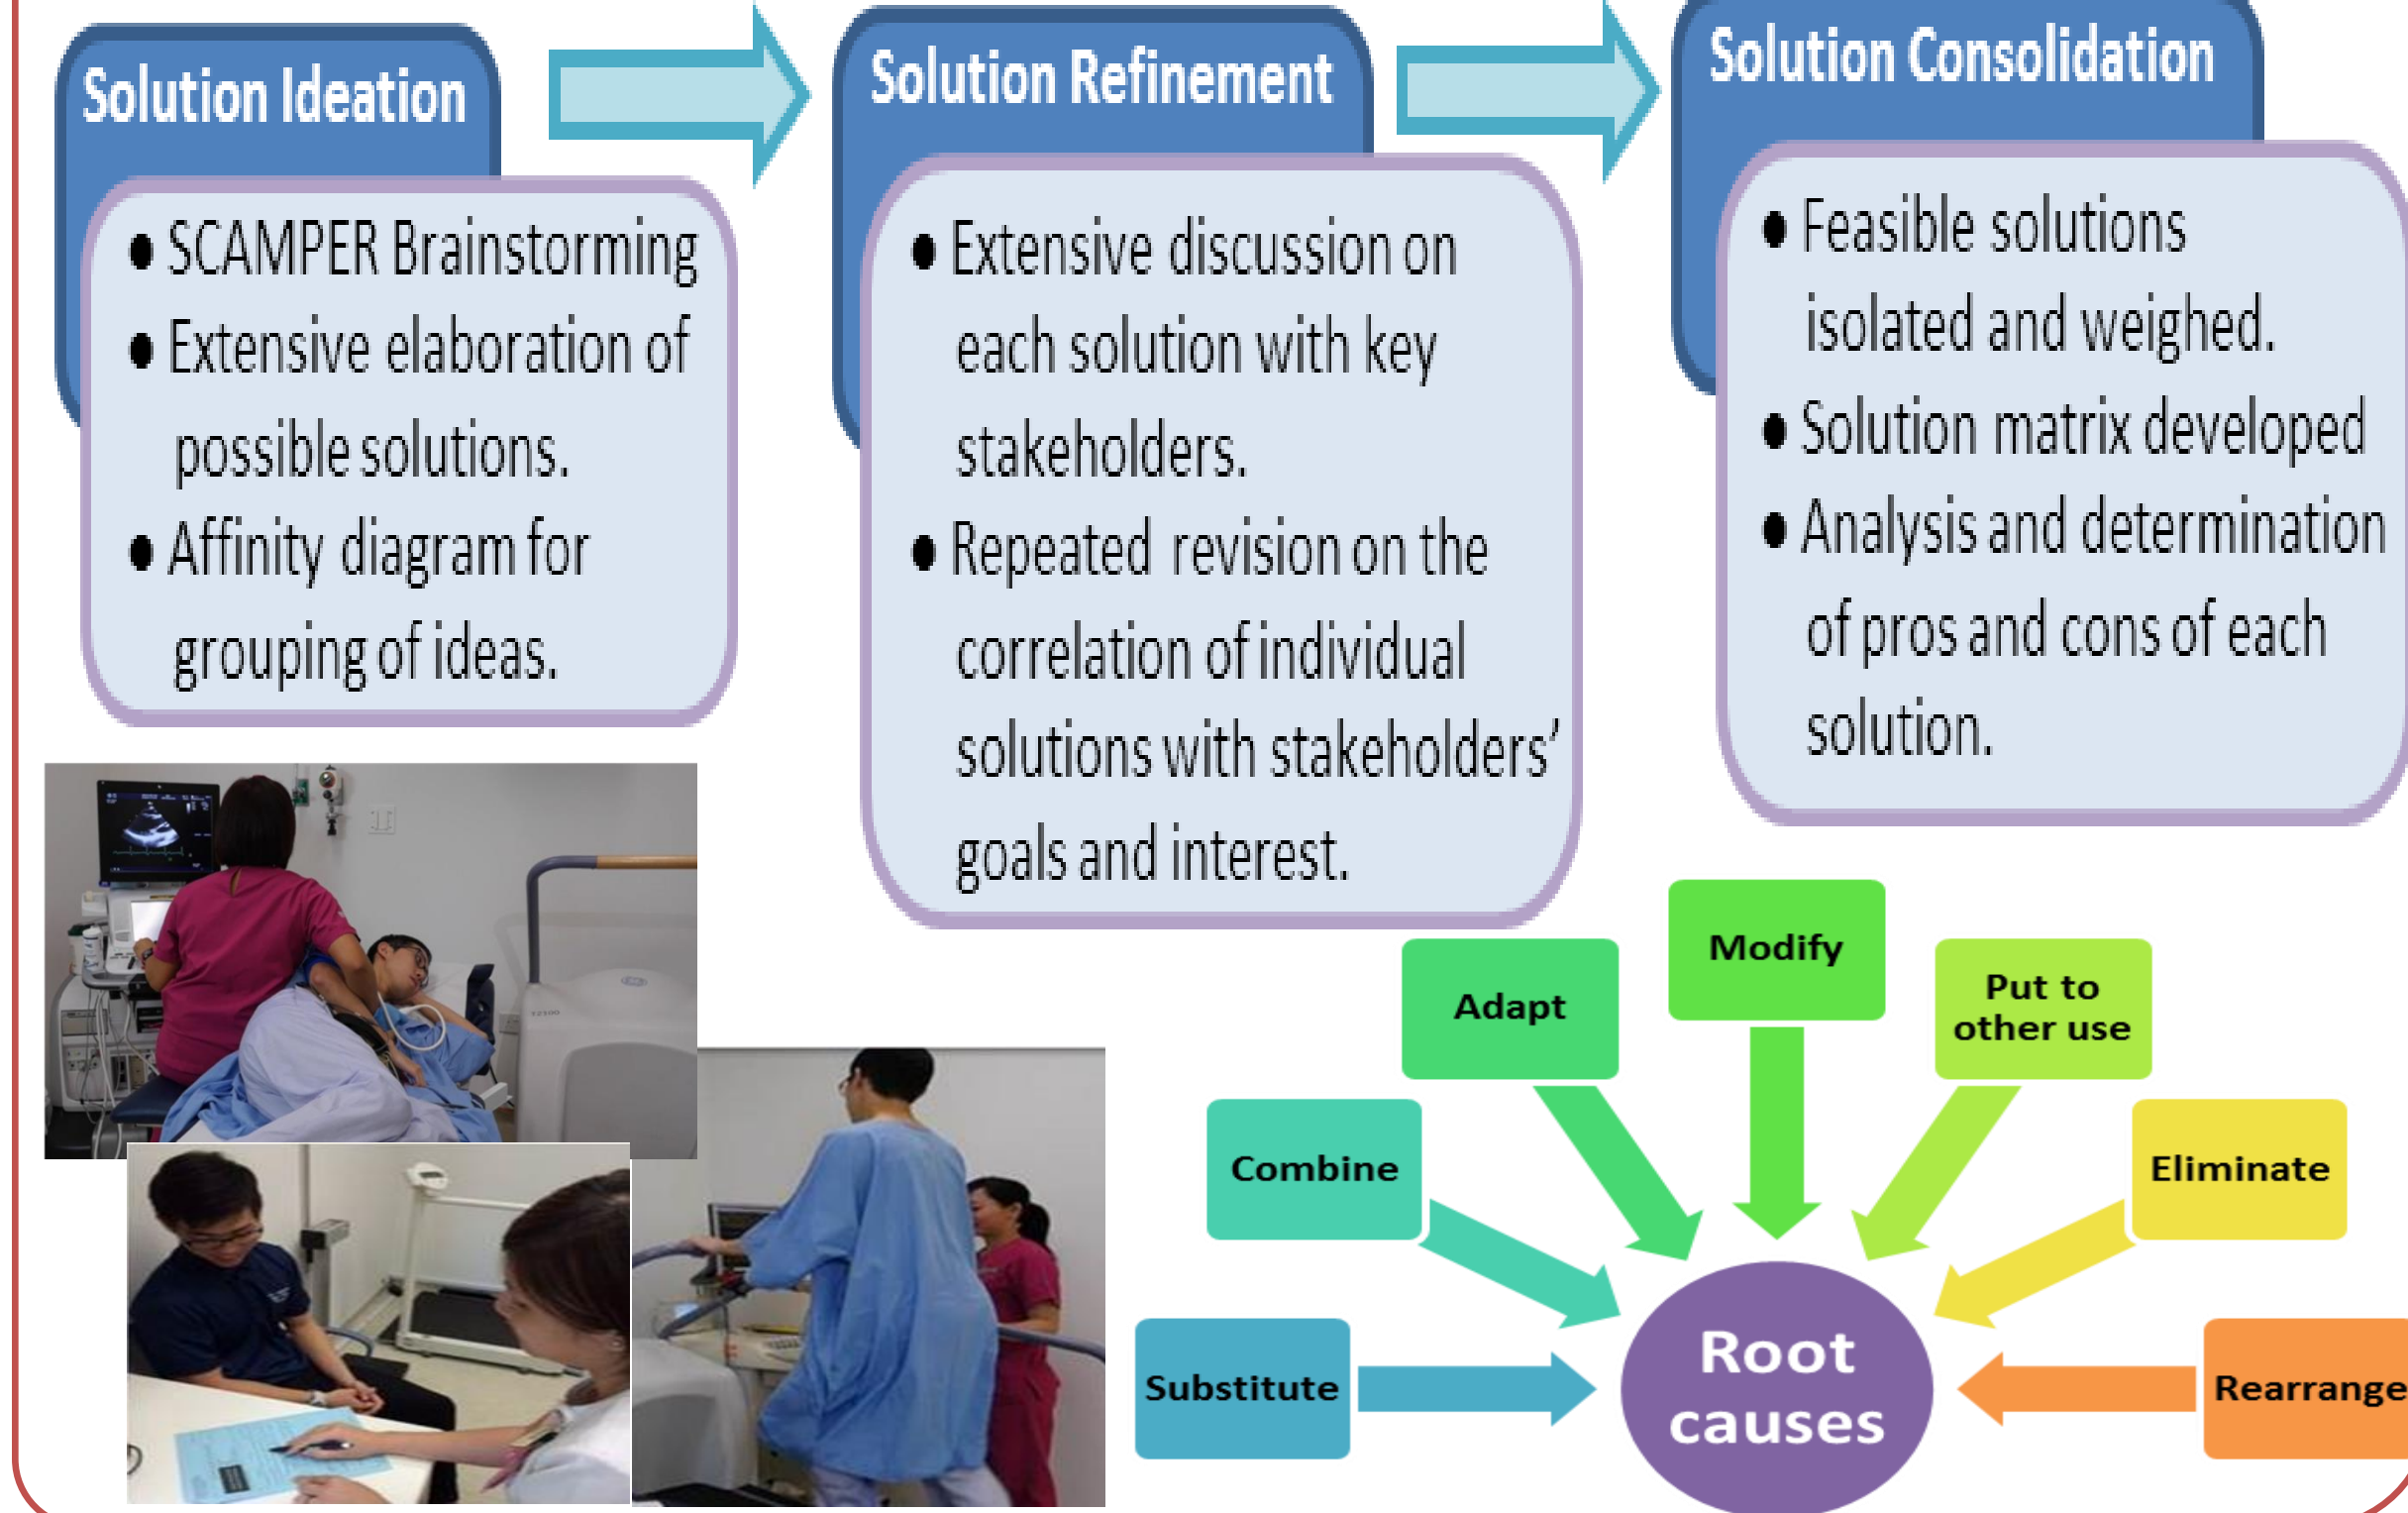 Solution Ideation
• SCAMPER Brainstorming
• Extensive elaboration of
possible solutions.
• Affinity diagram for
grouping of ideas.
Solution Refinement
• Extensive discussion on
each solution with key
stakeholders.
• Repeated revision on the
correlation of individual
solutions with stakeholders’
goals and interest.
Solution Consolidation
• Feasible solutions
isolated and weighed.
• Solution matrix developed
• Analysis and determination
of pros and cons of each
solution.
Substitute
Combine
Adapt
Modify
Put to
other use
Eliminate
Rearrange
Root
causes